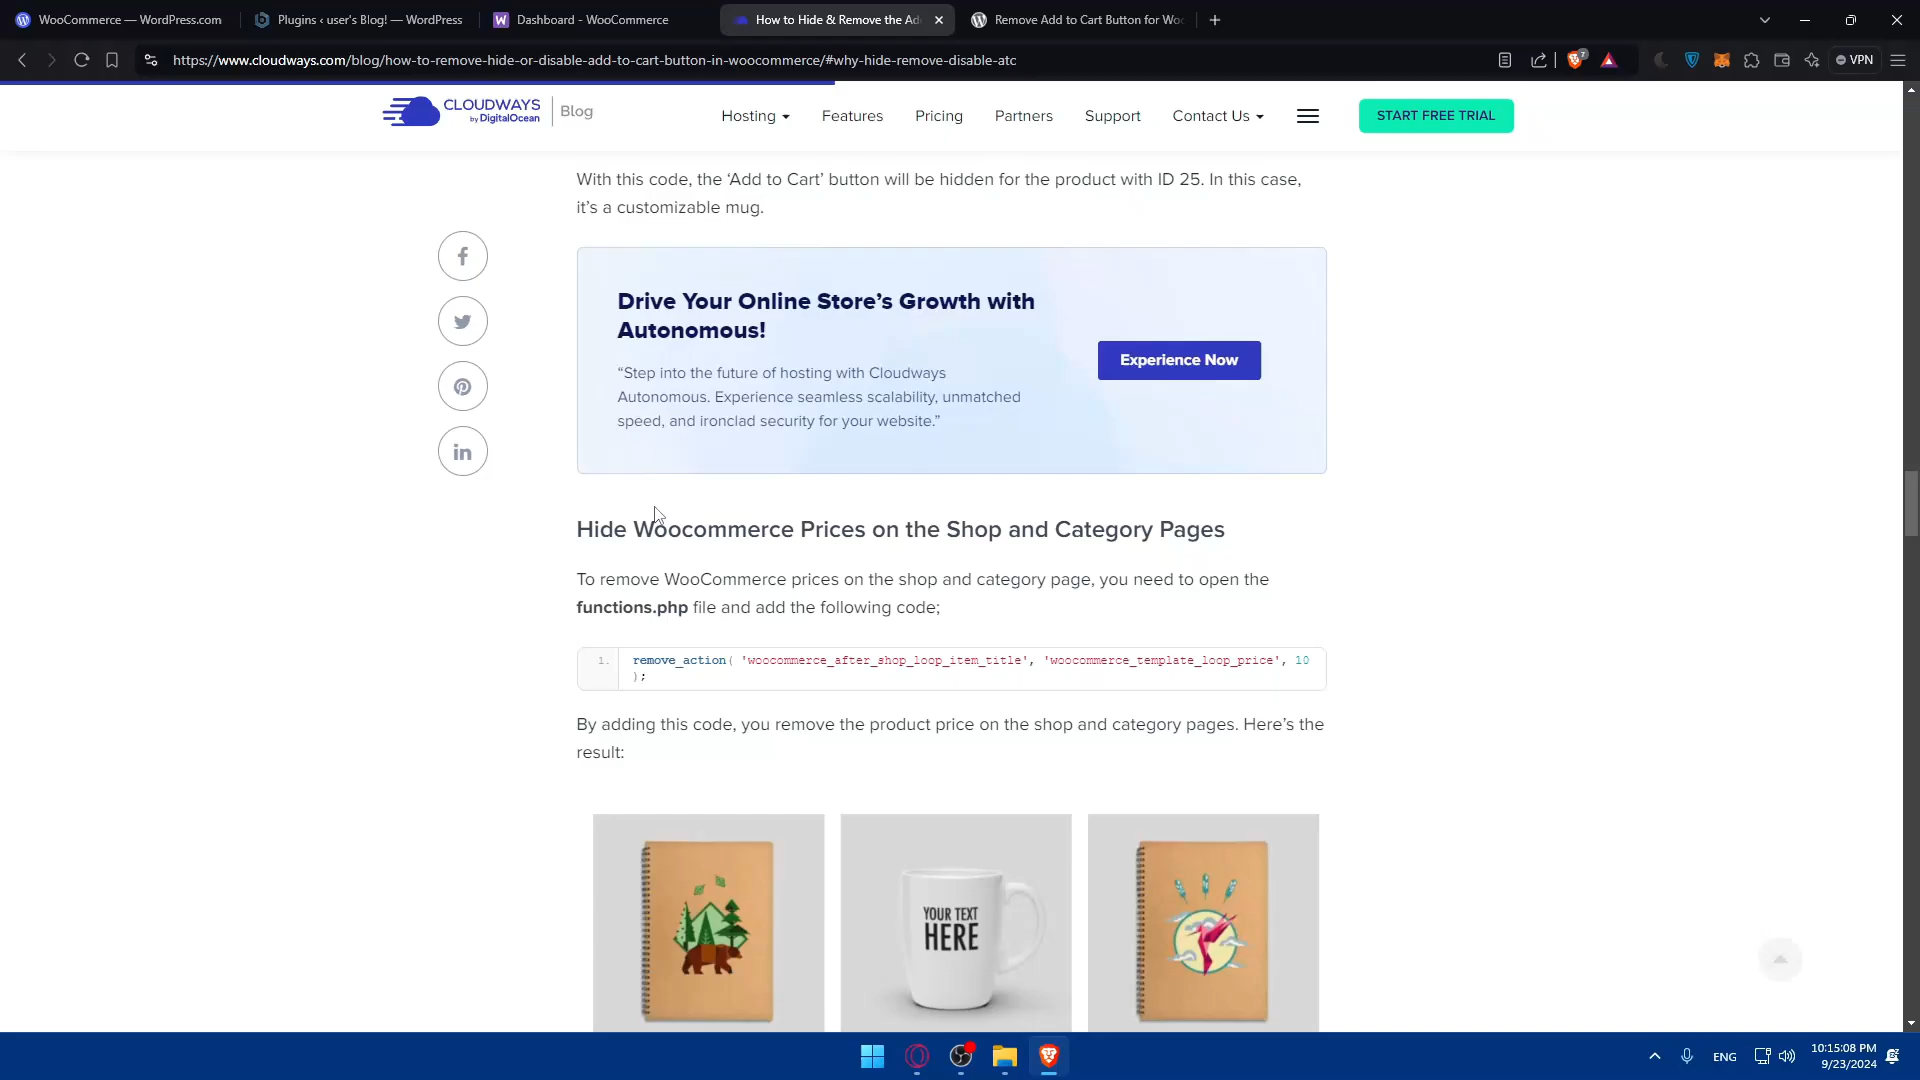 WooCommerce — WordPress.com
Plugins ‹ user's Blog! — WordPress
Dashboard - WooCommerce
How to Hide & Remove the Ad
Remove Add to Cart Button for Woo
https://www.cloudways.com/blog/how-to-remove-hide-or-disable-add-to-cart-button-in-woocommerce/#why-hide-remove-disable-atc
7
VPN
CLOUDWAYS
by DigitalOcean
Blog
Hosting
Features
Pricing
Partners
Support
Contact Us
START FREE TRIAL
With this code, the ‘Add to Cart’ button will be hidden for the product with ID 25. In this case,
it’s a customizable mug.
Drive Your Online Store’s Growth with
Autonomous!
“Step into the future of hosting with Cloudways
Autonomous. Experience seamless scalability, unmatched
speed, and ironclad security for your website.”
Experience Now
Hide Woocommerce Prices on the Shop and Category Pages
To remove WooCommerce prices on the shop and category page, you need to open the
functions.php file and add the following code;
1. remove_action( 'woocommerce_after_shop_loop_item_title', 'woocommerce_template_loop_price', 10
);
By adding this code, you remove the product price on the shop and category pages. Here’s the
result:
YOUR TEXT
HERE
ENG
10:15:08 PM
9/23/2024